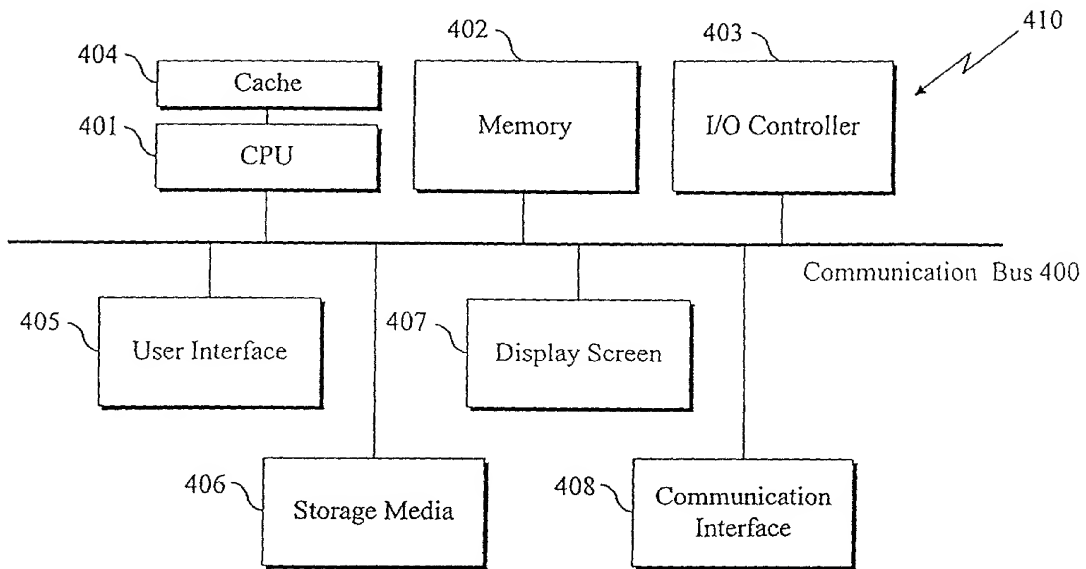 404
Cache
401
CPU
402
Memory
403
I/O Controller
410
Communication Bus 400
405
User Interface
407
Display Screen
406
Storage Media
408
Communication
Interface